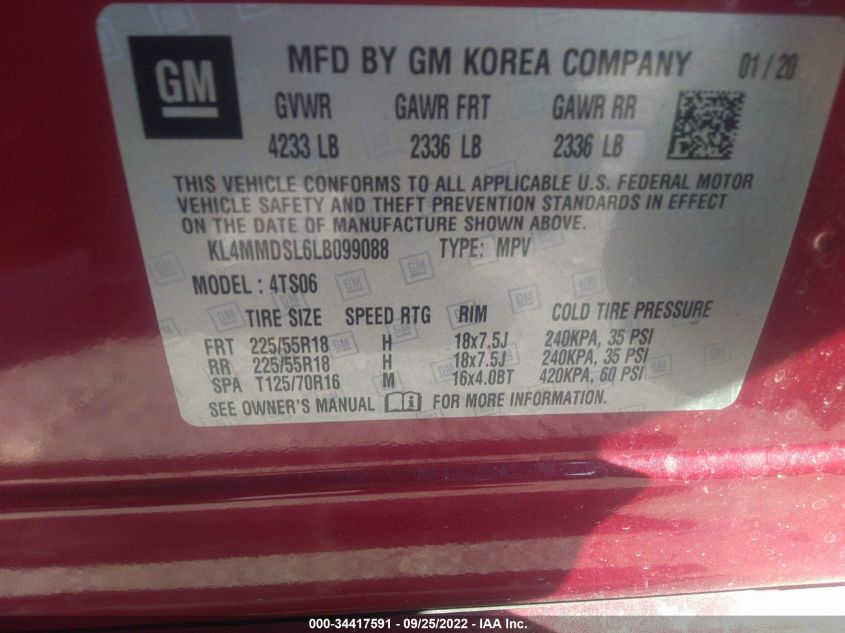 GM MFD BY GM KOREA COMPANY 01/20
GVWR GAWR FRT GAWR RR
4233 LB 2336 LB 2336 LB
THIS VEHICLE CONFORMS TO ALL APPLICABLE U.S. FEDERAL MOTOR
VEHICLE SAFETY AND THEFT PREVENTION STANDARDS IN EFFECT
ON THE DATE OF MANUFACTURE SHOWN ABOVE.
KL4MMDSL6LB099088 TYPE: MPV
MODEL: 4TS06
TIRE SIZE SPEED RTG RIM COLD TIRE PRESSURE
FRT 225/55R18 H 18x7.5J 240KPA, 35 PSI
RR 225/55R18 H 18x7.5J 240KPA, 35 PSI
SPA T125/70R16 M 16x4.0BT 420KPA, 60 PSI
SEE OWNER'S MANUAL FOR MORE INFORMATION.
000-34417591 - 09/25/2022 - IAA Inc.